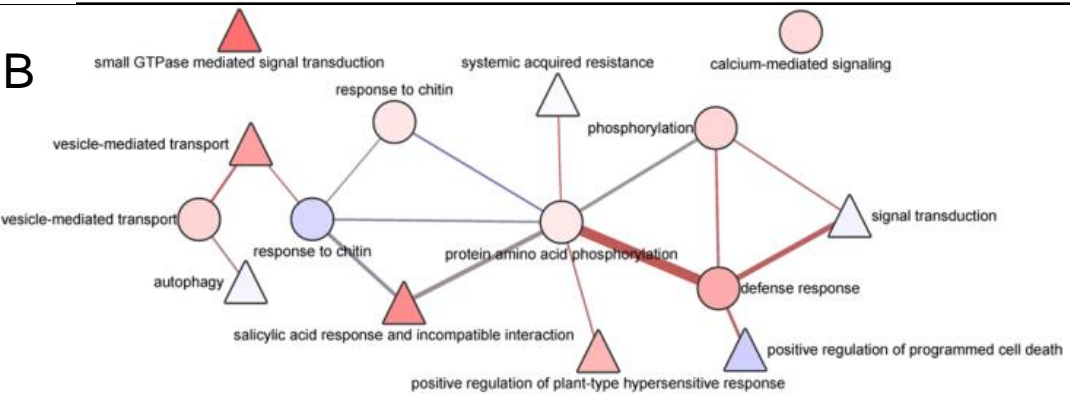 B
small GTPase mediated signal transduction
systemic acquired resistance
calcium-mediated signaling
response to chitin
phosphorylation
vesicle-mediated transport
vesicle-mediated transport
signal transduction
response to chitin
protein amino acid phosphorylation
autophagy
defense response
salicylic acid response and incompatible interaction
positive regulation of programmed cell death
positive regulation of plant-type hypersensitive response